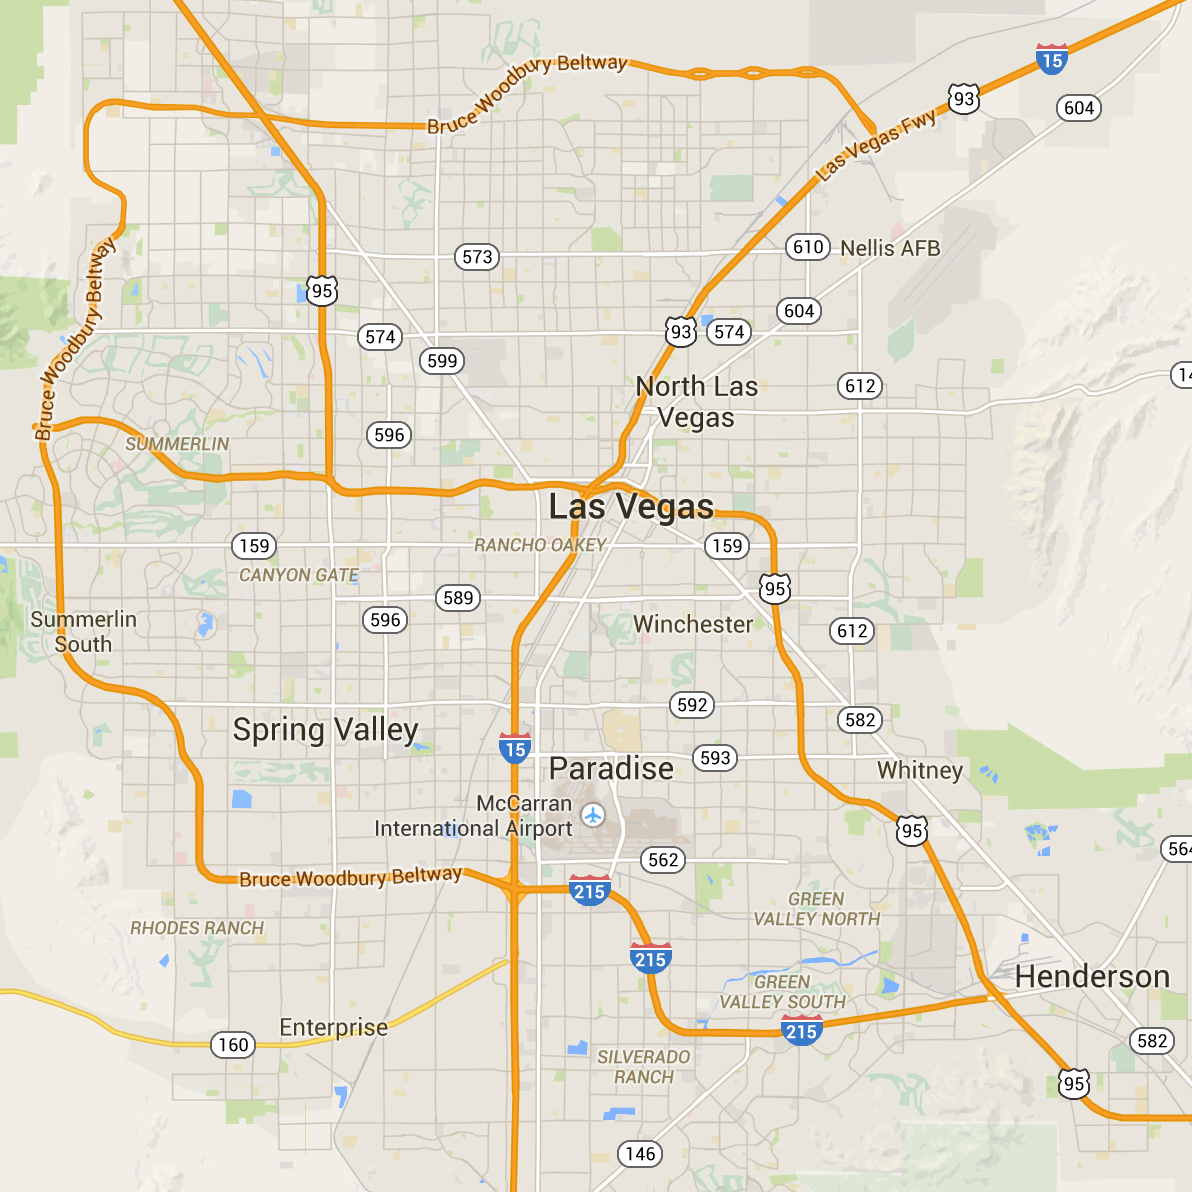 Bruce Woodbury Beltway
15
93
604
Las Vegas Fwy
573
610
Nellis AFB
Bruce Woodbury Beltway
95
604
574
93
574
599
612
North Las
Vegas
Bruce Woodbury Beltway
SUMMERLIN
596
Las Vegas
159
RANCHO OAKEY
159
CANYON GATE
95
589
596
Summerlin
South
Winchester
612
592
582
Spring Valley
15
593
Paradise
Whitney
McCarran
International Airport
95
562
Bruce Woodbury Beltway
215
GREEN
VALLEY NORTH
RHODES RANCH
215
Henderson
GREEN
VALLEY SOUTH
Enterprise
215
160
582
SILVERADO
RANCH
95
146